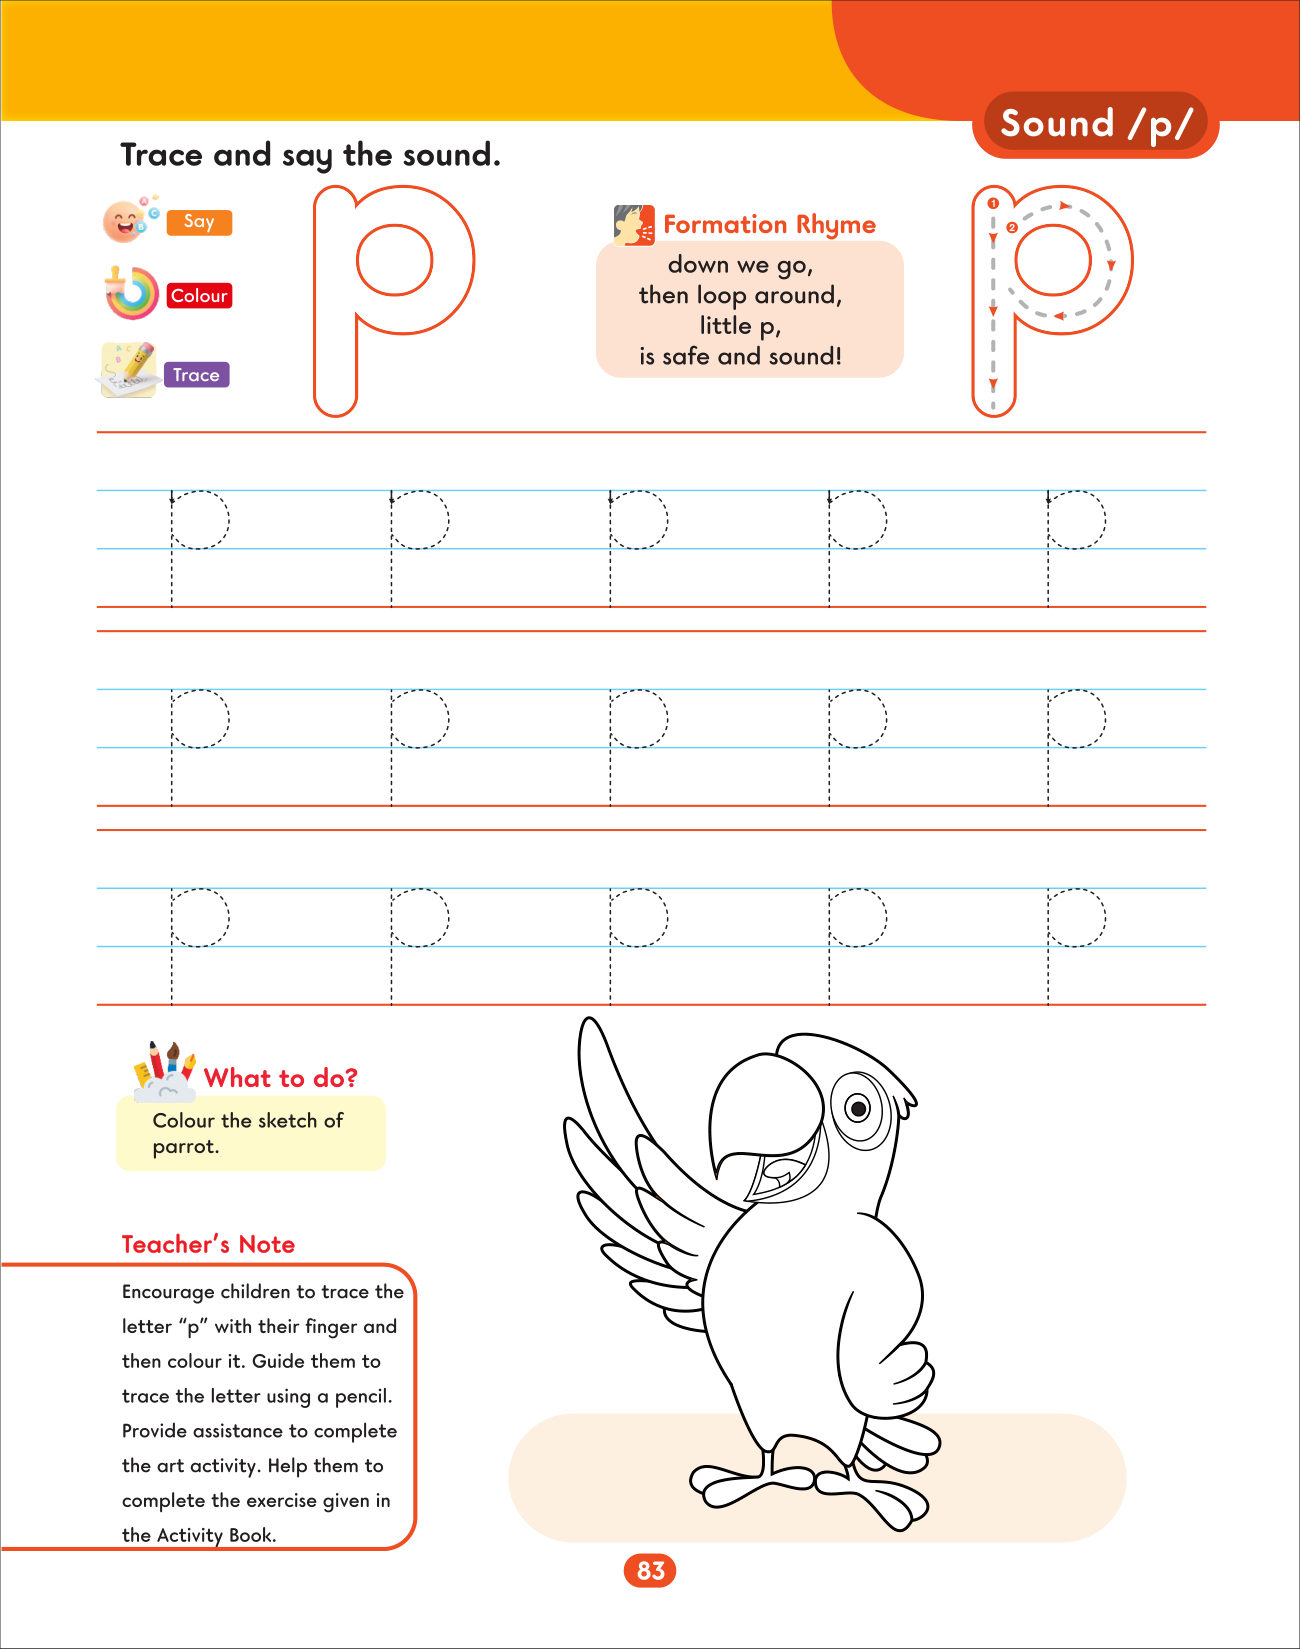 Sound /p/
Trace and say the sound.
Say
Colour
Trace
p
Formation Rhyme
down we go,
then loop around,
little p,
is safe and sound!
1
2
p
p p p p p
p p p p p
p p p p p
What to do?
Colour the sketch of
parrot.
Teacher's Note
Encourage children to trace the
letter “p” with their finger and
then colour it. Guide them to
trace the letter using a pencil.
Provide assistance to complete
the art activity. Help them to
complete the exercise given in
the Activity Book.
83